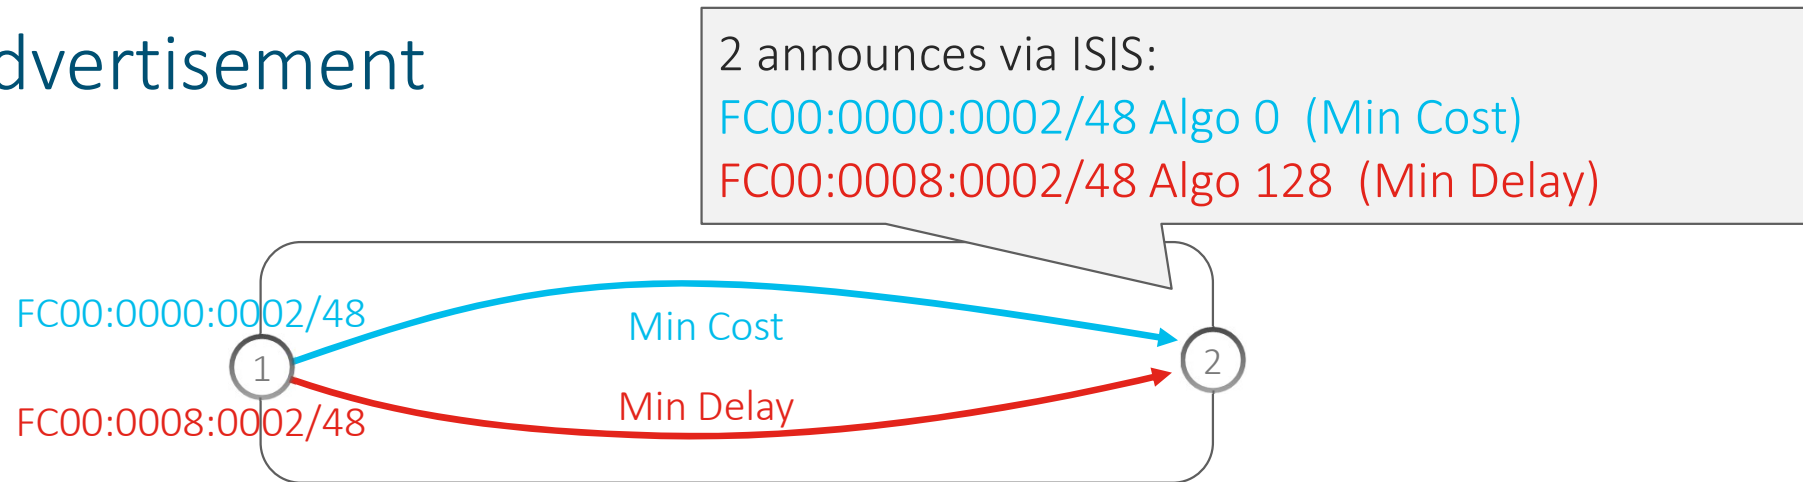 dvertisement
2 announces via ISIS:
FC00:0000:0002/48 Algo 0 (Min Cost)
FC00:0008:0002/48 Algo 128 (Min Delay)
FC00:0000:0002/48
Min Cost
1
2
Min Delay
FC00:0008:0002/48